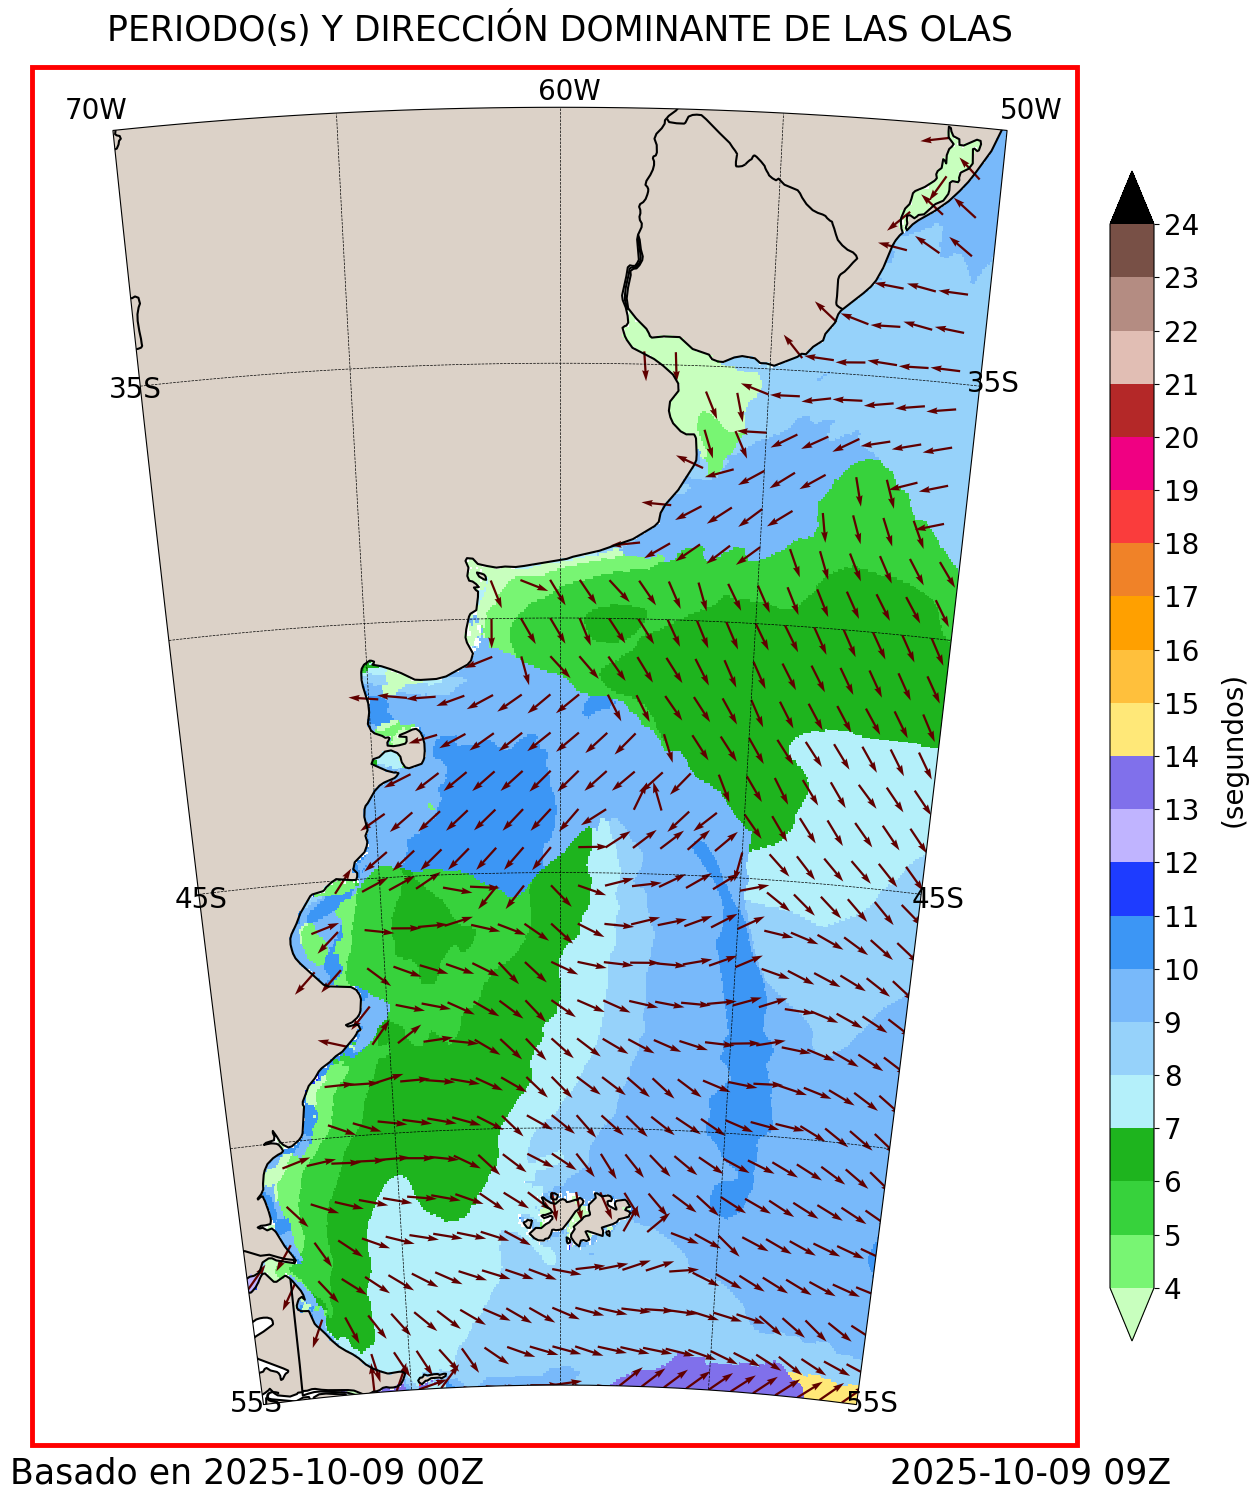 PERIODO(s) Y DIRECCIÓN DOMINANTE DE LAS OLAS
70W
60W
50W
35S
35S
45S
45S
55S
55S
24
23
22
21
20
19
18
17
16
15
14
13
12
11
10
9
8
7
6
5
4
(segundos)
Basado en 2025-10-09 00Z
2025-10-09 09Z